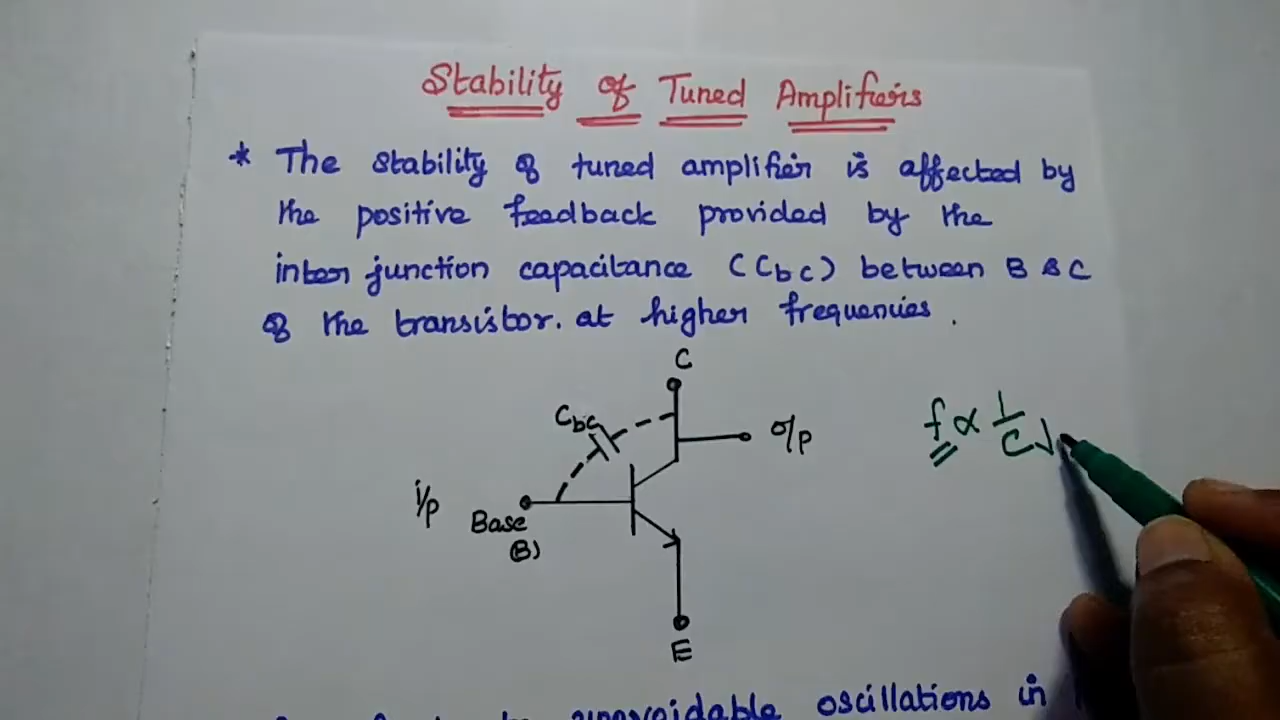 Stability of Tuned Amplifiers
* The stability of tuned amplifier is affected by
the positive feedback provided by the
inter junction capacitance (Cbc) between B & C
of the transistor. at higher frequencies.
C
Cbc
o/p
f ∝ 1/C ↓
i/p
Base
(B)
E
unavoidable oscillations in